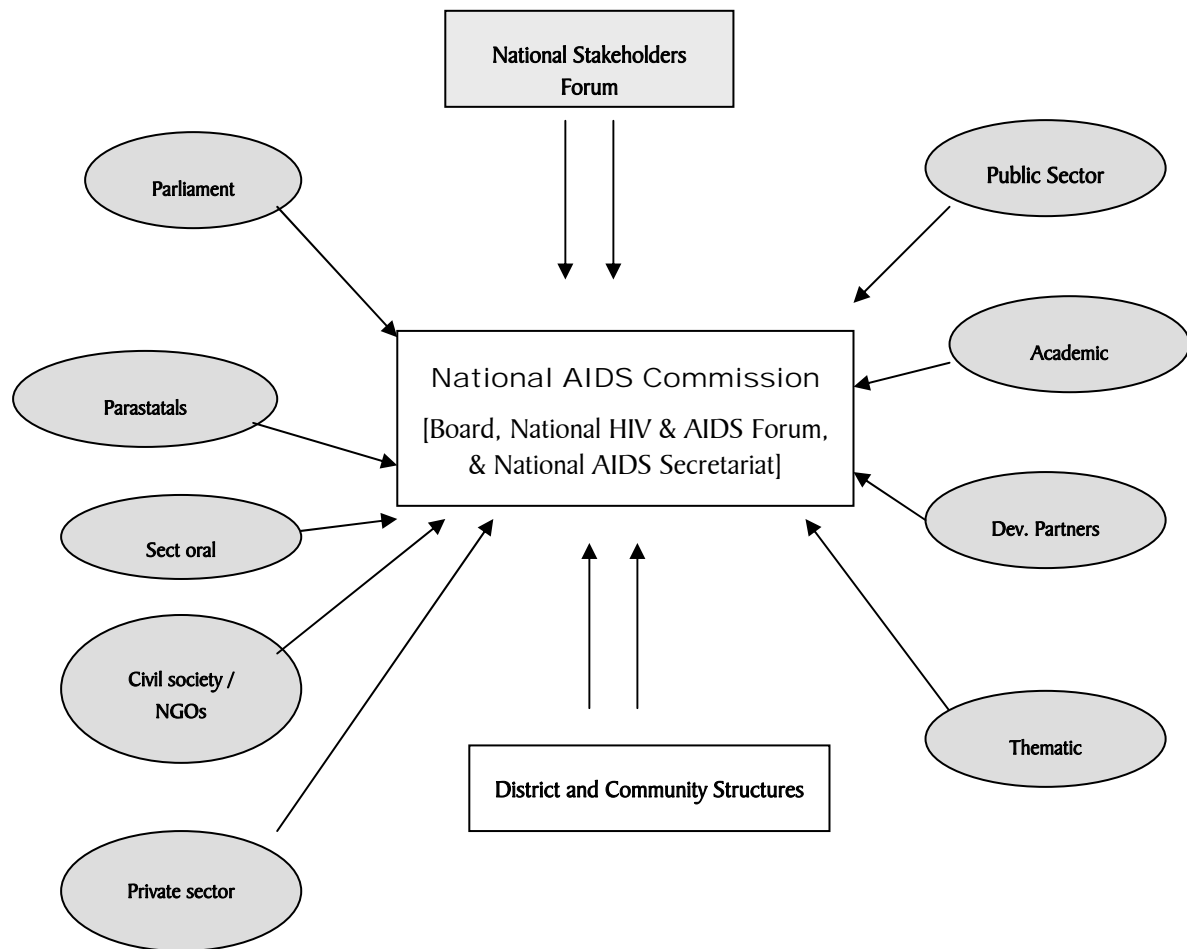 National Stakeholders
Forum
Parliament
Public Sector
Academic
National AIDS Commission
[Board, National HIV & AIDS Forum,
& National AIDS Secretariat]
Parastatals
Sect oral
Dev. Partners
Civil society /
NGOs
Thematic
District and Community Structures
Private sector